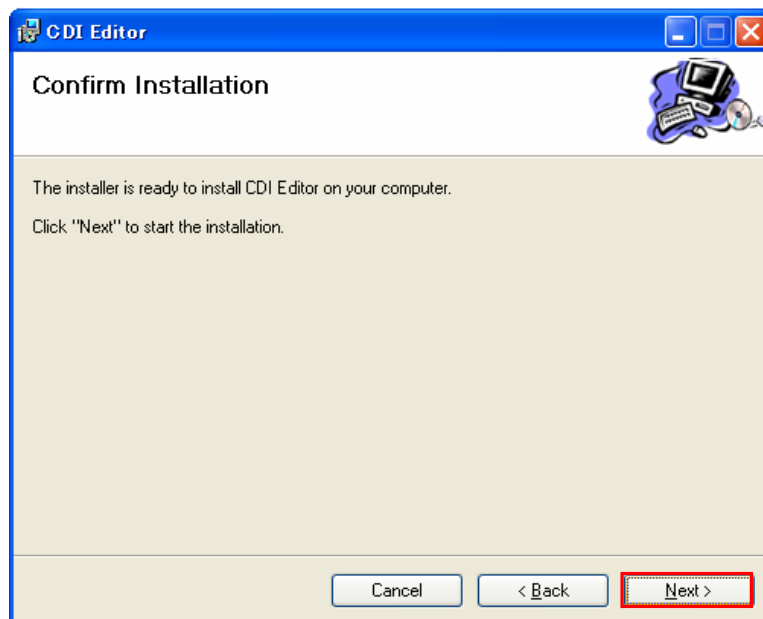 CDI Editor
Confirm Installation
The installer is ready to install CDI Editor on your computer.
Click "Next" to start the installation.
Cancel
< Back
Next >